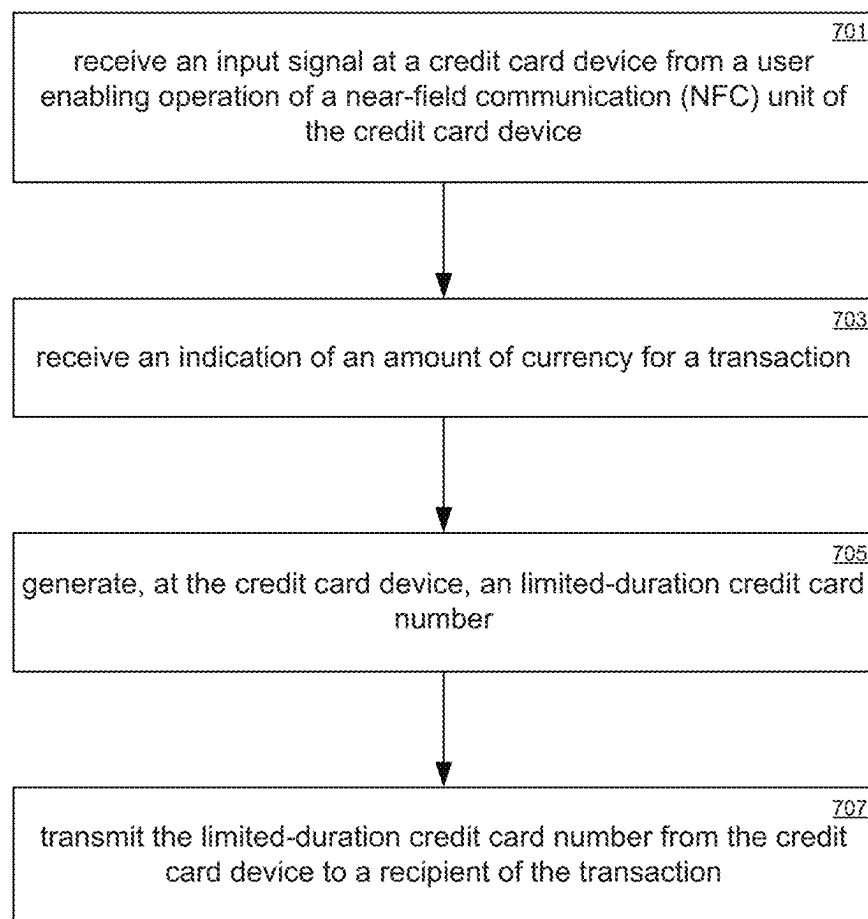 701
receive an input signal at a credit card device from a user
enabling operation of a near-field communication (NFC) unit of
the credit card device
703
receive an indication of an amount of currency for a transaction
705
generate, at the credit card device, an limited-duration credit card
number
707
transmit the limited-duration credit card number from the credit
card device to a recipient of the transaction